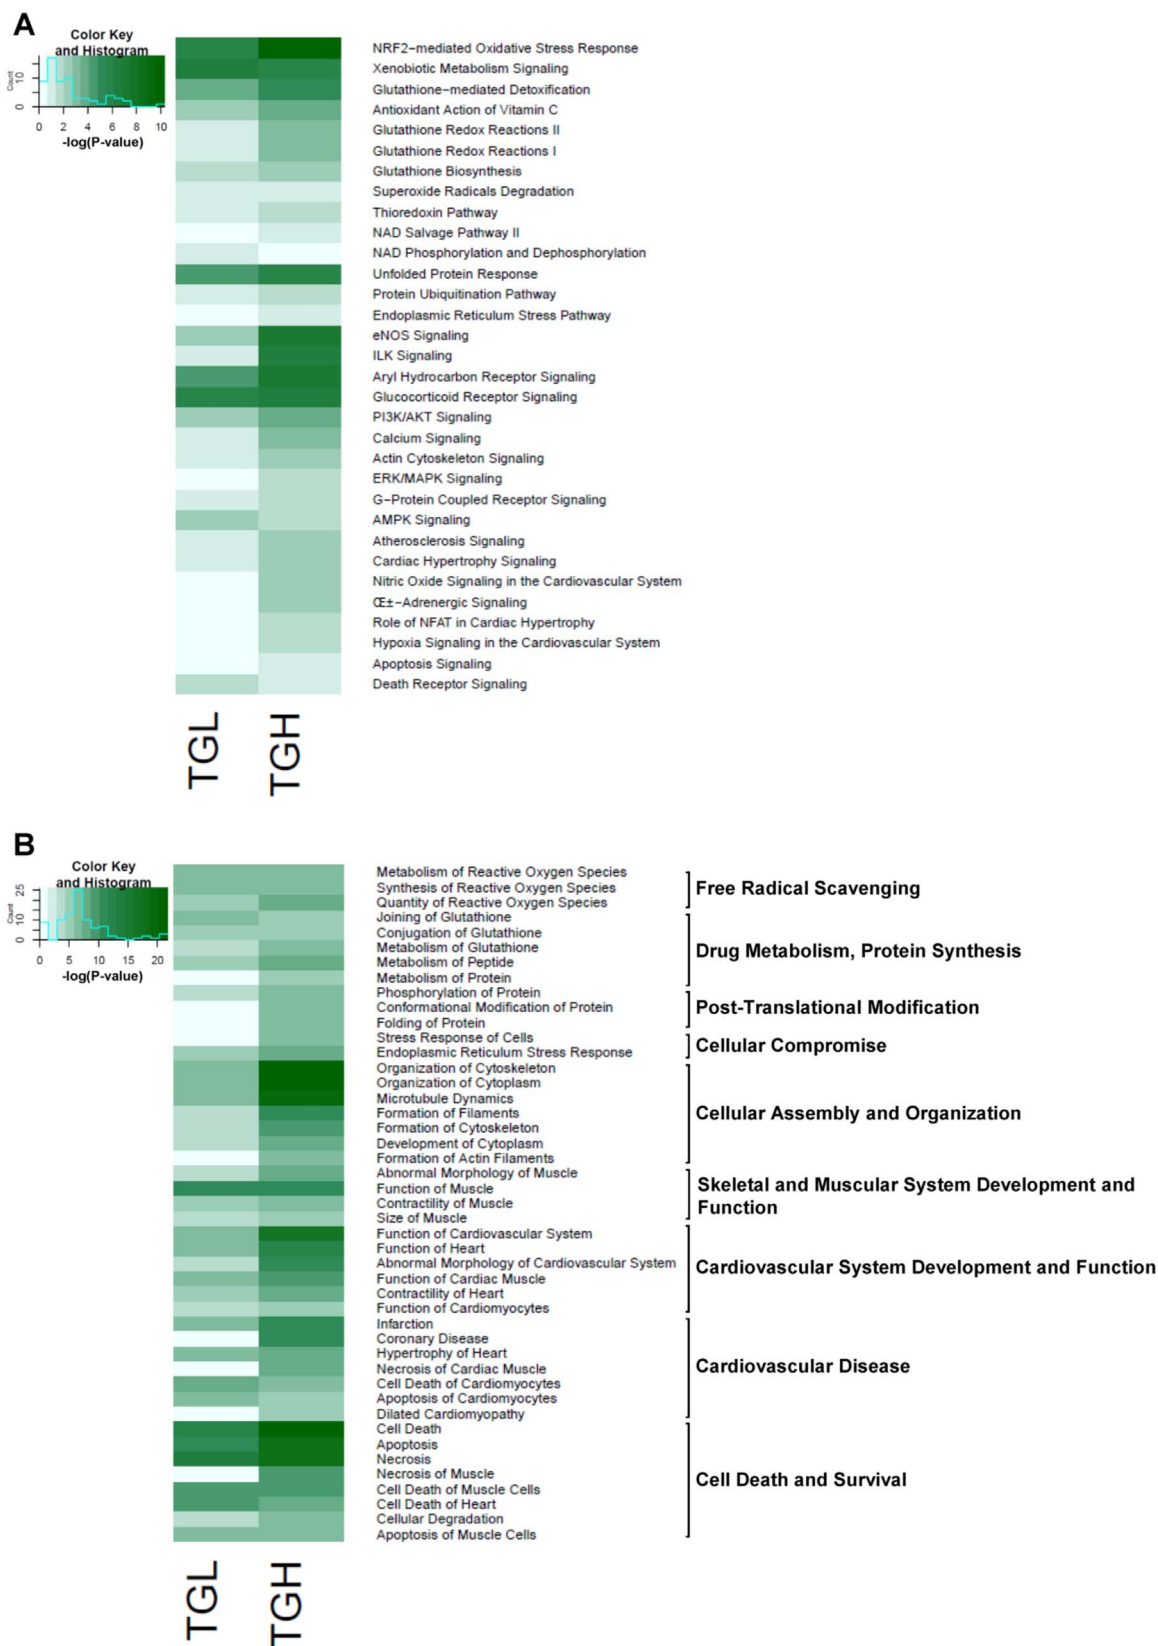 A
Color Key
and Histogram
Count
0 10
0 2 4 6 8 10
-log(P-value)
NRF2−mediated Oxidative Stress Response
Xenobiotic Metabolism Signaling
Glutathione−mediated Detoxification
Antioxidant Action of Vitamin C
Glutathione Redox Reactions II
Glutathione Redox Reactions I
Glutathione Biosynthesis
Superoxide Radicals Degradation
Thioredoxin Pathway
NAD Salvage Pathway II
NAD Phosphorylation and Dephosphorylation
Unfolded Protein Response
Protein Ubiquitination Pathway
Endoplasmic Reticulum Stress Pathway
eNOS Signaling
ILK Signaling
Aryl Hydrocarbon Receptor Signaling
Glucocorticoid Receptor Signaling
PI3K/AKT Signaling
Calcium Signaling
Actin Cytoskeleton Signaling
ERK/MAPK Signaling
G−Protein Coupled Receptor Signaling
AMPK Signaling
Atherosclerosis Signaling
Cardiac Hypertrophy Signaling
Nitric Oxide Signaling in the Cardiovascular System
Œ±−Adrenergic Signaling
Role of NFAT in Cardiac Hypertrophy
Hypoxia Signaling in the Cardiovascular System
Apoptosis Signaling
Death Receptor Signaling
TGL TGH
B
Color Key
and Histogram
Count
0 10 25
0 5 10 15 20
-log(P-value)
Metabolism of Reactive Oxygen Species
Synthesis of Reactive Oxygen Species
Quantity of Reactive Oxygen Species
Joining of Glutathione
Conjugation of Glutathione
Metabolism of Glutathione
Metabolism of Peptide
Metabolism of Protein
Phosphorylation of Protein
Conformational Modification of Protein
Folding of Protein
Stress Response of Cells
Endoplasmic Reticulum Stress Response
Organization of Cytoskeleton
Organization of Cytoplasm
Microtubule Dynamics
Formation of Filaments
Formation of Cytoskeleton
Development of Cytoplasm
Formation of Actin Filaments
Abnormal Morphology of Muscle
Function of Muscle
Contractility of Muscle
Size of Muscle
Function of Cardiovascular System
Function of Heart
Abnormal Morphology of Cardiovascular System
Function of Cardiac Muscle
Contractility of Heart
Function of Cardiomyocytes
Infarction
Coronary Disease
Hypertrophy of Heart
Necrosis of Cardiac Muscle
Cell Death of Cardiomyocytes
Apoptosis of Cardiomyocytes
Dilated Cardiomyopathy
Cell Death
Apoptosis
Necrosis
Necrosis of Muscle
Cell Death of Muscle Cells
Cell Death of Heart
Cellular Degradation
Apoptosis of Muscle Cells
Free Radical Scavenging
Drug Metabolism, Protein Synthesis
Post-Translational Modification
Cellular Compromise
Cellular Assembly and Organization
Skeletal and Muscular System Development and
Function
Cardiovascular System Development and Function
Cardiovascular Disease
Cell Death and Survival
TGL TGH